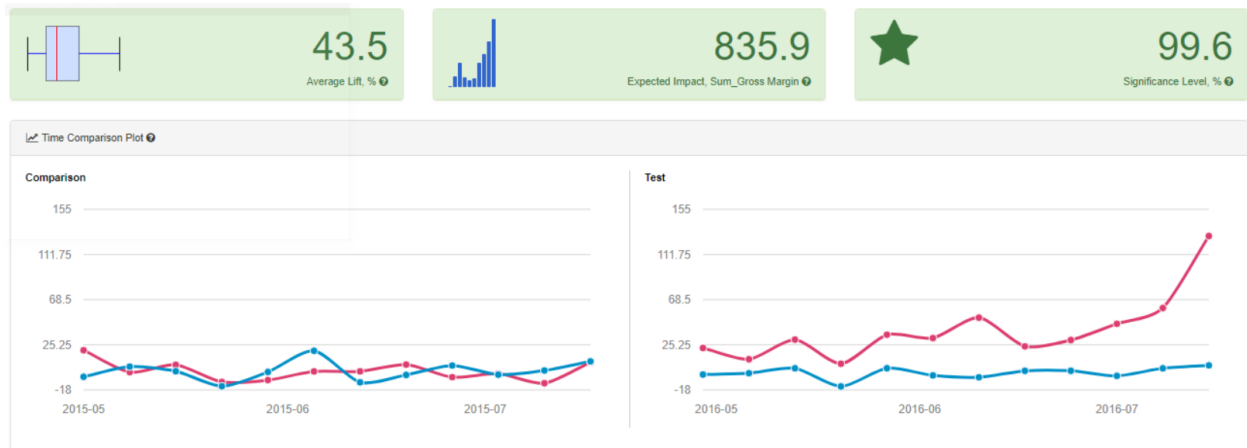 43.5
Average Lift, %
835.9
Expected Impact, Sum_Gross Margin
99.6
Significance Level, %
Time Comparison Plot
Comparison
155
111.75
68.5
25.25
-18
2015-05 2015-06 2015-07
Test
155
111.75
68.5
25.25
-18
2016-05 2016-06 2016-07